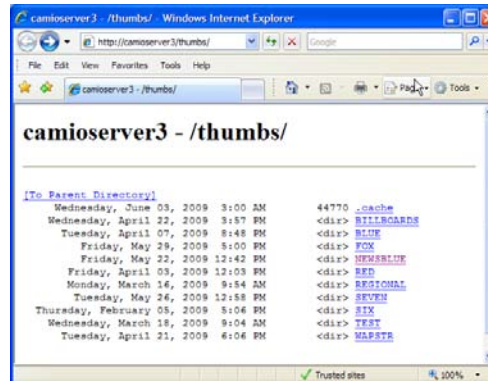 camioserver3 - /thumbs/ - Windows Internet Explorer
http://camioserver3/thumbs/
Google
File Edit View Favorites Tools Help
camioserver3 - /thumbs/
Page
Tools
camioserver3 - /thumbs/
[To Parent Directory]
Wednesday, June 03, 2009 3:00 AM 44770 .cache
Wednesday, April 22, 2009 3:57 PM <dir> BILLBOARDS
Tuesday, April 07, 2009 8:48 PM <dir> BLUE
Friday, May 29, 2009 5:00 PM <dir> FOX
Friday, May 22, 2009 12:42 PM <dir> NEWSBLUE
Friday, April 03, 2009 12:03 PM <dir> RED
Monday, March 16, 2009 9:54 AM <dir> REGIONAL
Tuesday, May 26, 2009 12:58 PM <dir> SEVEN
Thursday, February 05, 2009 5:06 PM <dir> SIX
Wednesday, March 18, 2009 9:04 AM <dir> TEST
Tuesday, April 21, 2009 6:06 PM <dir> WAPSTR
Trusted sites 100%